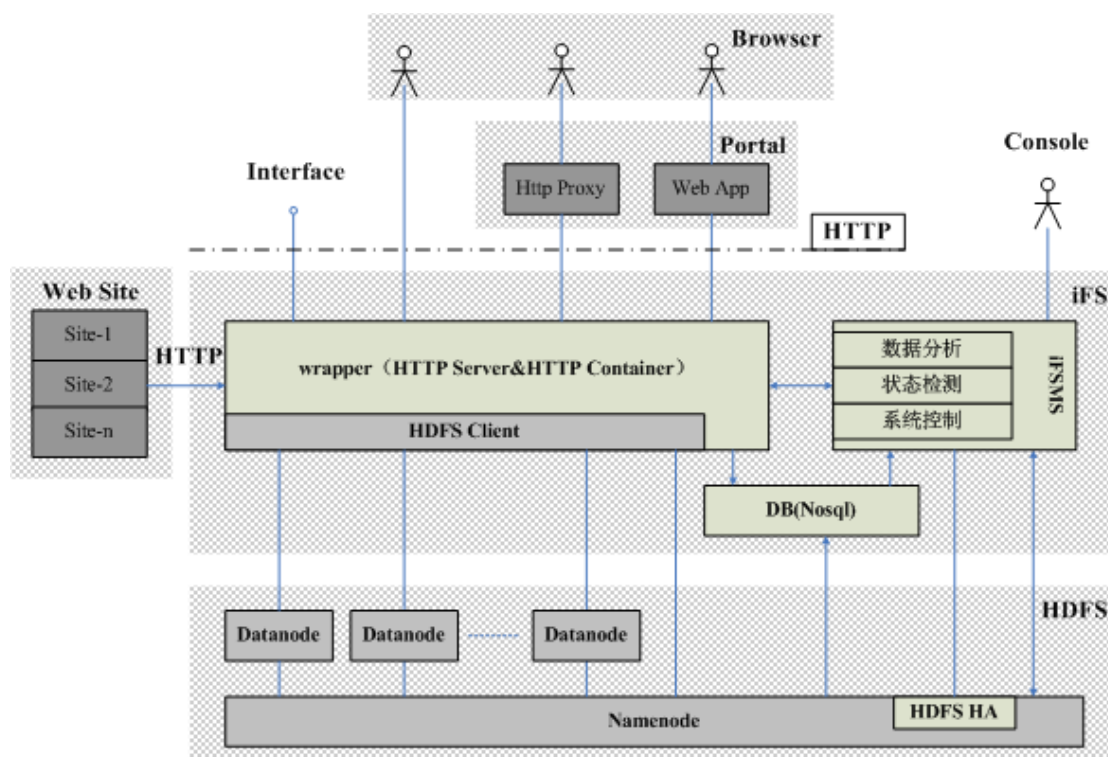 Browser
Portal
Console
Interface
Http Proxy
Web App
HTTP
Web Site
iFS
Site-1
HTTP
Site-2
Site-n
wrapper（HTTP Server&HTTP Container）
数据分析
状态检测
系统控制
iFSMS
HDFS Client
DB(Nosql)
HDFS
Datanode
Datanode
Datanode
HDFS HA
Namenode